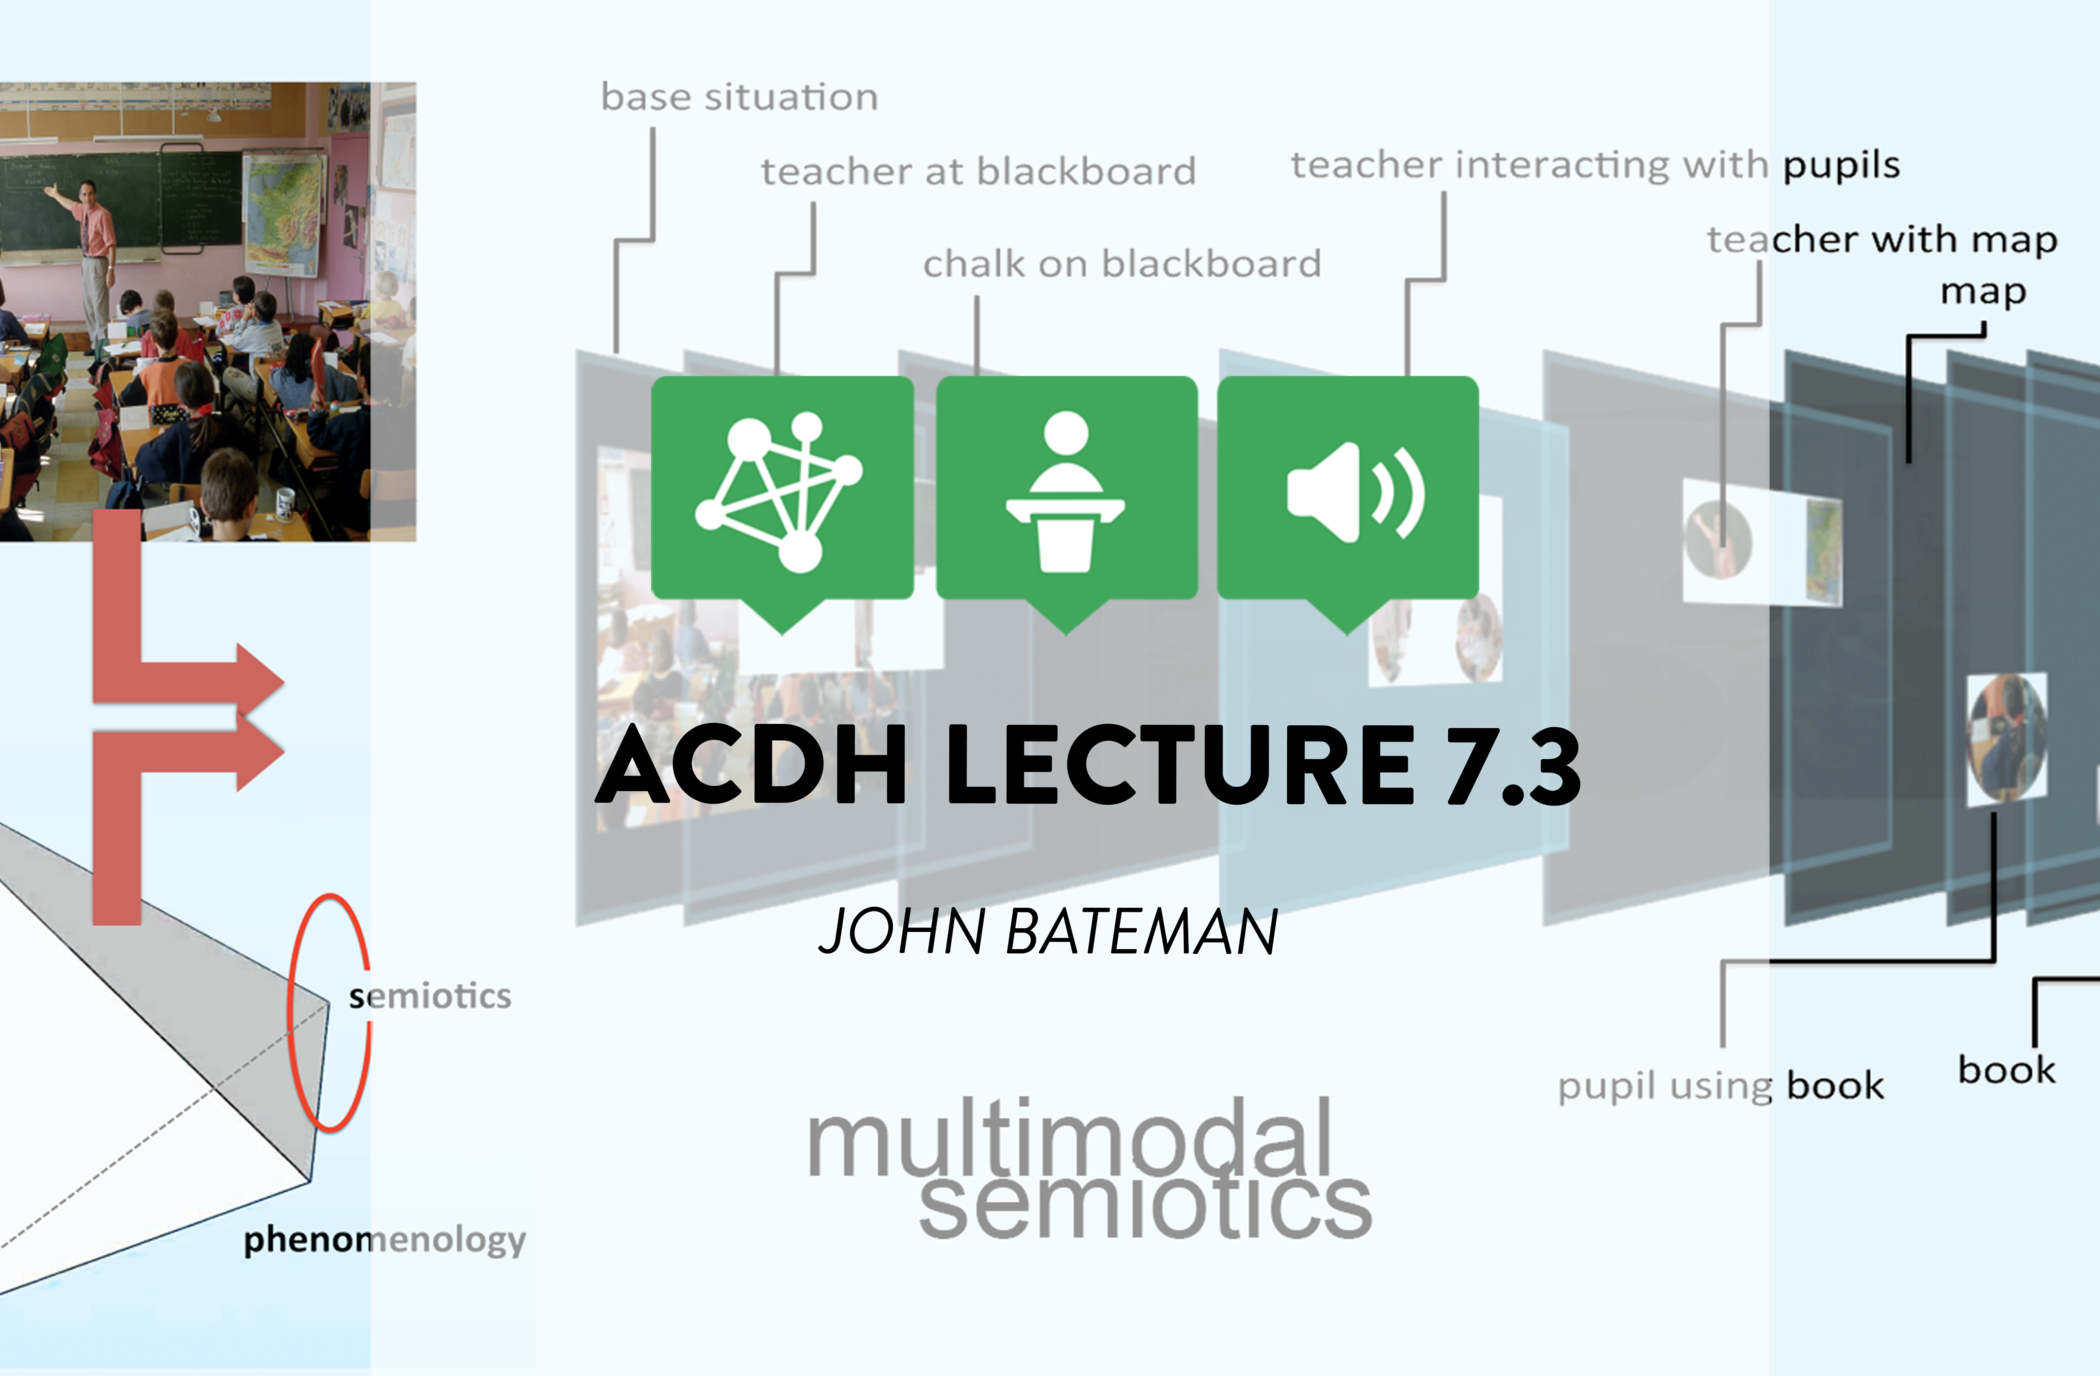 base situation
teacher at blackboard
teacher interacting with pupils
chalk on blackboard
teacher with map
map
ACDH LECTURE 7.3
JOHN BATEMAN
semiotics
pupil using book
book
multimodal
semiotics
phenomenology